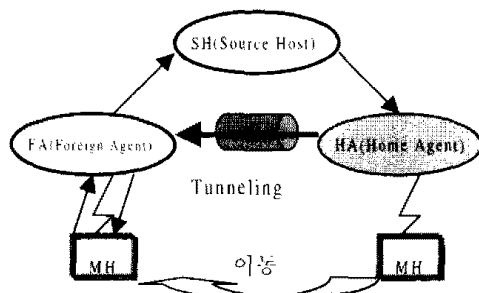 SH(Source Host)
FA(Foreign Agent)
HA(Home Agent)
Tunneling
MH
이동
MH